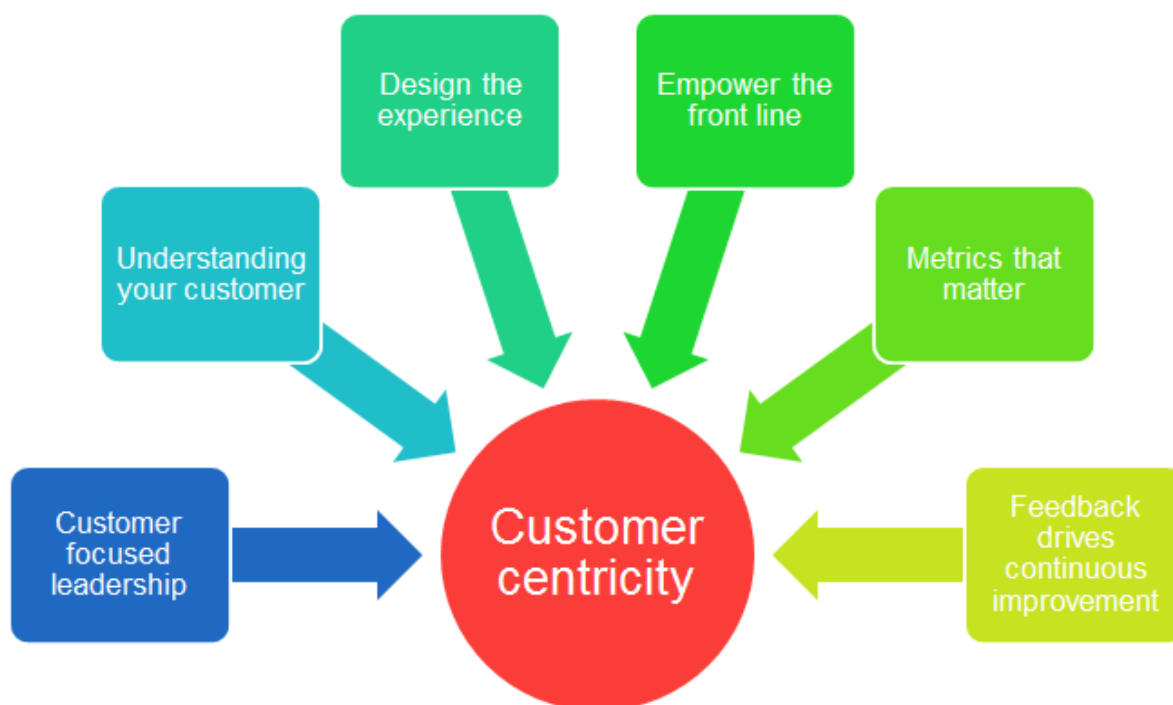 Design the
experience
Empower the
front line
Understanding
your customer
Metrics that
matter
Customer
focused
leadership
Customer
centricity
Feedback
drives
continuous
improvement